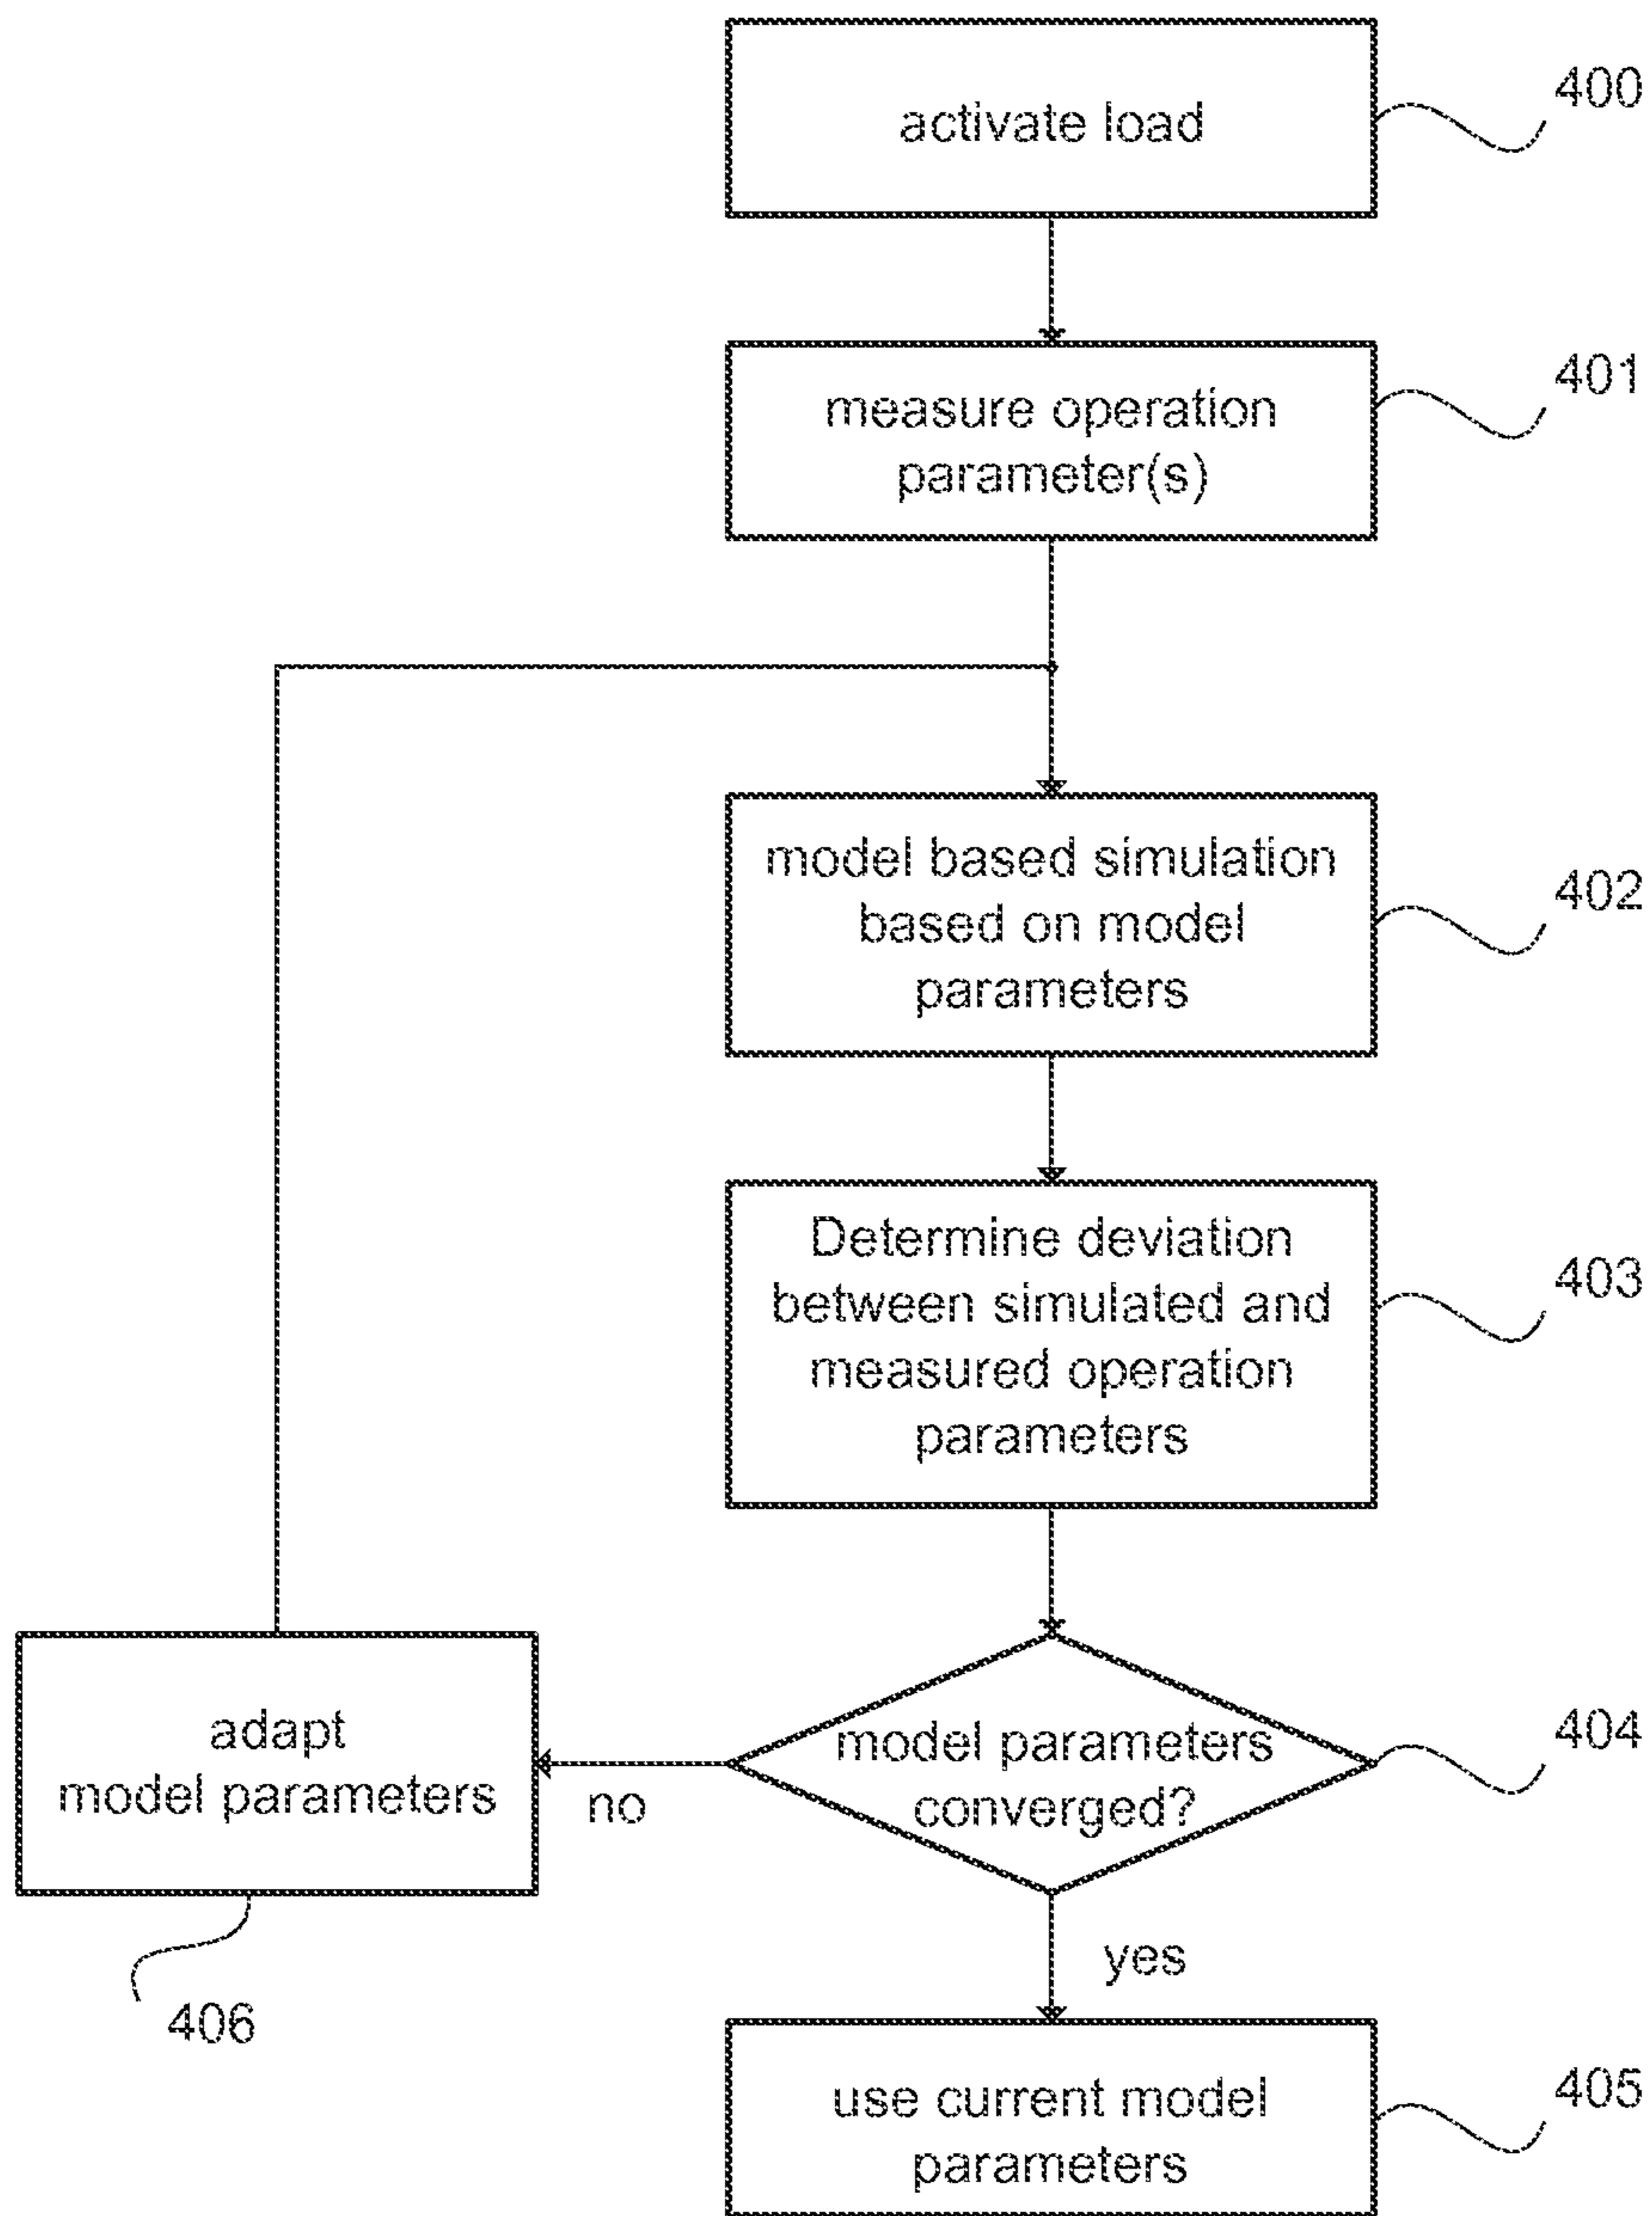 activate load
400
measure operation
parameter(s)
401
model based simulation
based on model
parameters
402
Determine deviation
between simulated and
measured operation
parameters
403
adapt
model parameters
406
no
model parameters
converged?
404
yes
use current model
parameters
405